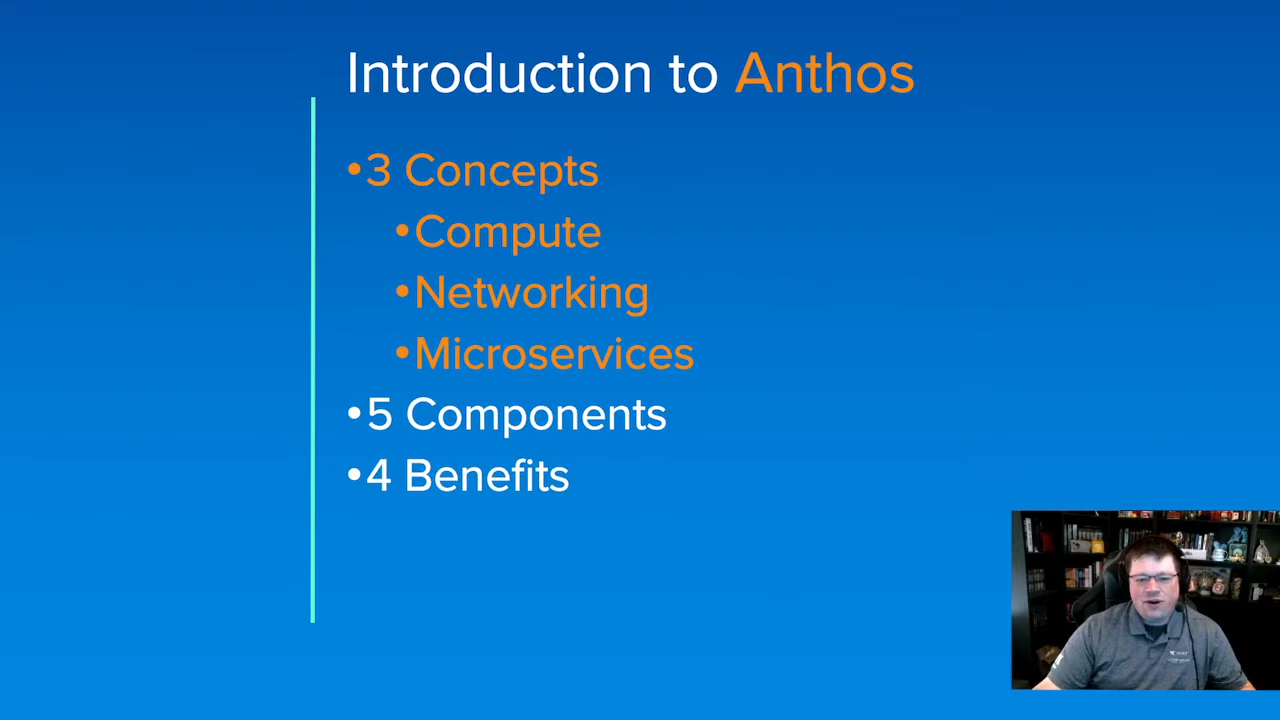 Introduction to Anthos
•3 Concepts
•Compute
•Networking
•Microservices
•5 Components
•4 Benefits